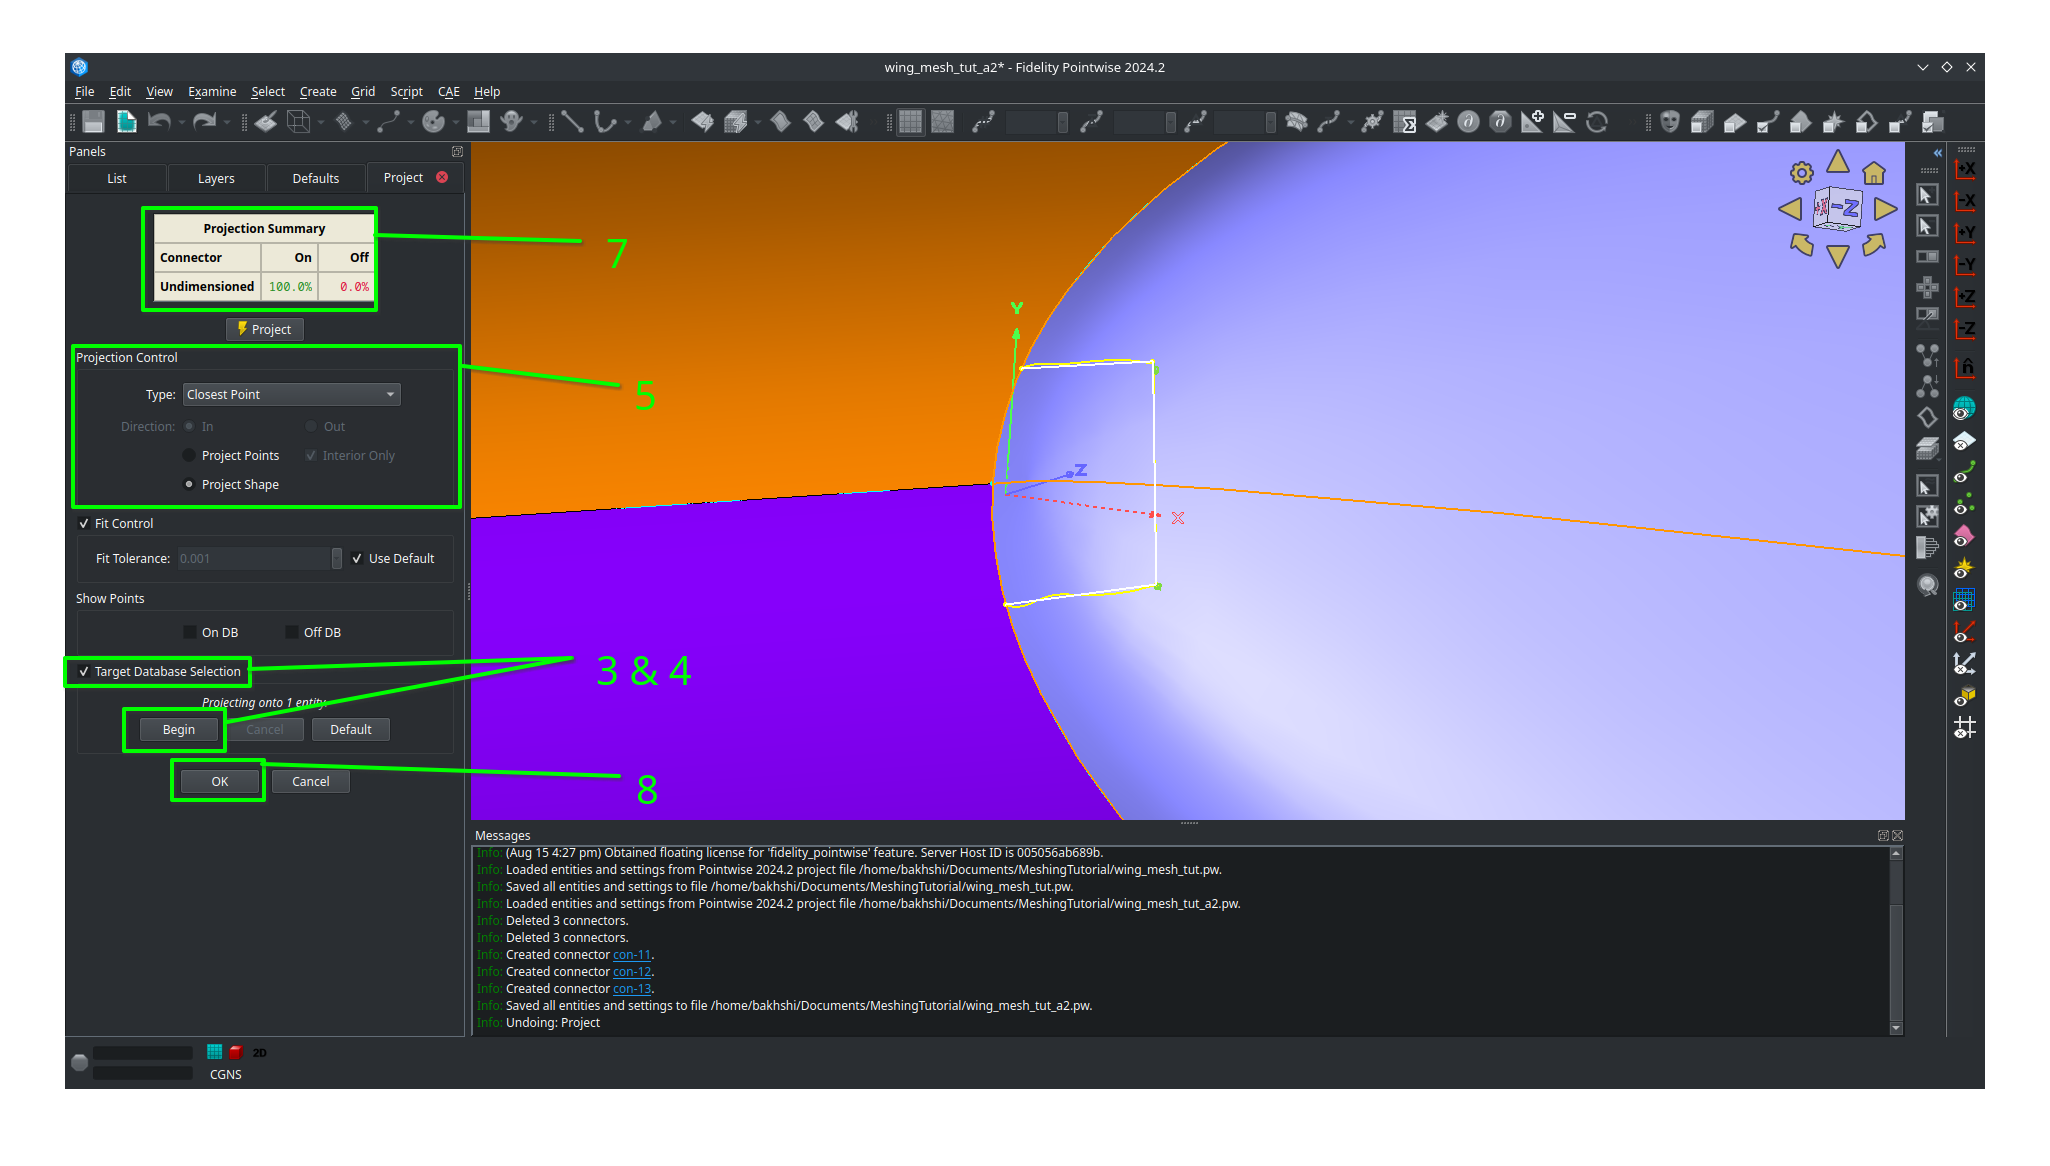 wing_mesh_tut_a2* - Fidelity Pointwise 2024.2
File Edit View Examine Select Create Grid Script CAE Help
Panels
List Layers Defaults Project
Projection Summary
Connector On Off
Undimensioned 100.0% 0.0%
7
Project
Projection Control
5
Type: Closest Point
Direction: In Out
Project Points Interior Only
Project Shape
Fit Control
Fit Tolerance: 0.001 Use Default
Show Points
On DB Off DB
Target Database Selection
3 & 4
Projecting onto 1 entity.
Begin Cancel Default
OK Cancel
8
Y
Z
X
-Z
+X
-X
+Y
-Y
+Z
-Z
n̂
Messages
Info: (Aug 15 4:27 pm) Obtained floating license for 'fidelity_pointwise' feature. Server Host ID is 005056ab689b.
Info: Loaded entities and settings from Pointwise 2024.2 project file /home/bakhshi/Documents/MeshingTutorial/wing_mesh_tut.pw.
Info: Saved all entities and settings to file /home/bakhshi/Documents/MeshingTutorial/wing_mesh_tut.pw.
Info: Loaded entities and settings from Pointwise 2024.2 project file /home/bakhshi/Documents/MeshingTutorial/wing_mesh_tut_a2.pw.
Info: Deleted 3 connectors.
Info: Deleted 3 connectors.
Info: Created connector con-11.
Info: Created connector con-12.
Info: Created connector con-13.
Info: Saved all entities and settings to file /home/bakhshi/Documents/MeshingTutorial/wing_mesh_tut_a2.pw.
Info: Undoing: Project
2D
CGNS